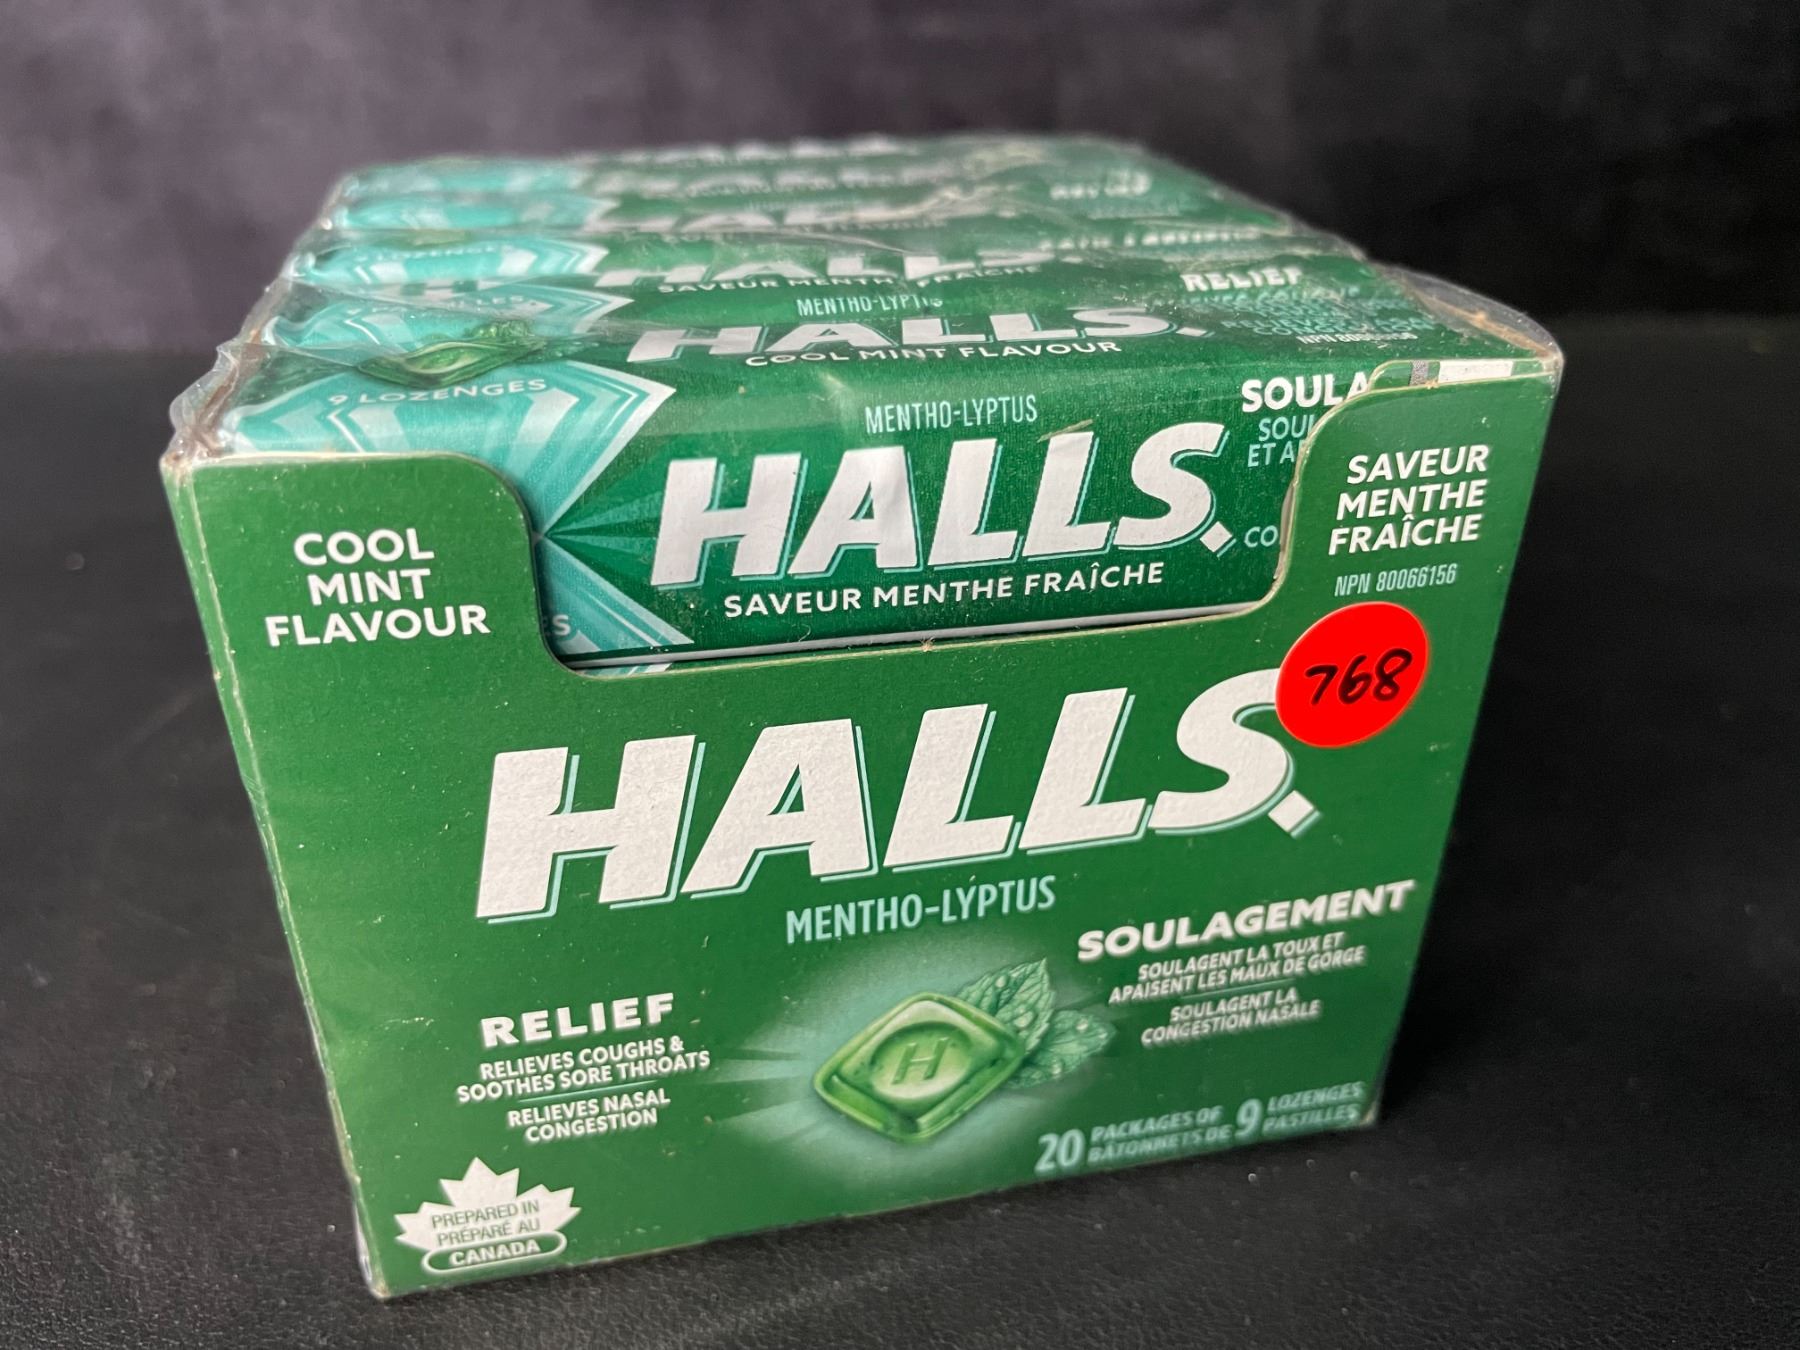 HALLS
SAVEUR MENTHE FRAÎCHE
RELIEF
MENTHO-LYPTUS
HALLS
COOL MINT FLAVOUR
9 LOZENGES
MENTHO-LYPTUS
HALLS
SAVEUR MENTHE FRAÎCHE
SOULA
SOUL
ET A
CO
COOL
MINT
FLAVOUR
SAVEUR
MENTHE
FRAÎCHE
NPN 80066156
768
HALLS
MENTHO-LYPTUS
RELIEF
RELIEVES COUGHS &
SOOTHES SORE THROATS
RELIEVES NASAL
CONGESTION
SOULAGEMENT
SOULAGENT LA TOUX ET
APAISENT LES MAUX DE GORGE
SOULAGENT LA
CONGESTION NASALE
20 PACKAGES OF 9 LOZENGES
BÂTONNETS DE PASTILLES
PREPARED IN
PRÉPARÉ AU
CANADA
H